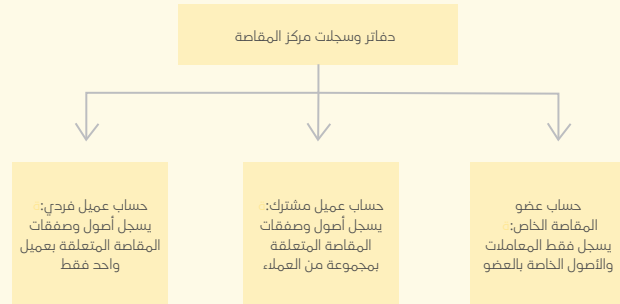 دفاتر وسجلات مركز المقاصة
حساب عضو
المقاصة الخاص:
يسجل فقط المعاملات
والأصول الخاصة بالعضو
حساب عميل مشترك:
يسجل أصول وصفقات
المقاصة المتعلقة
بمجموعة من العملاء
حساب عميل فردي:
يسجل أصول وصفقات
المقاصة المتعلقة بعميل
واحد فقط